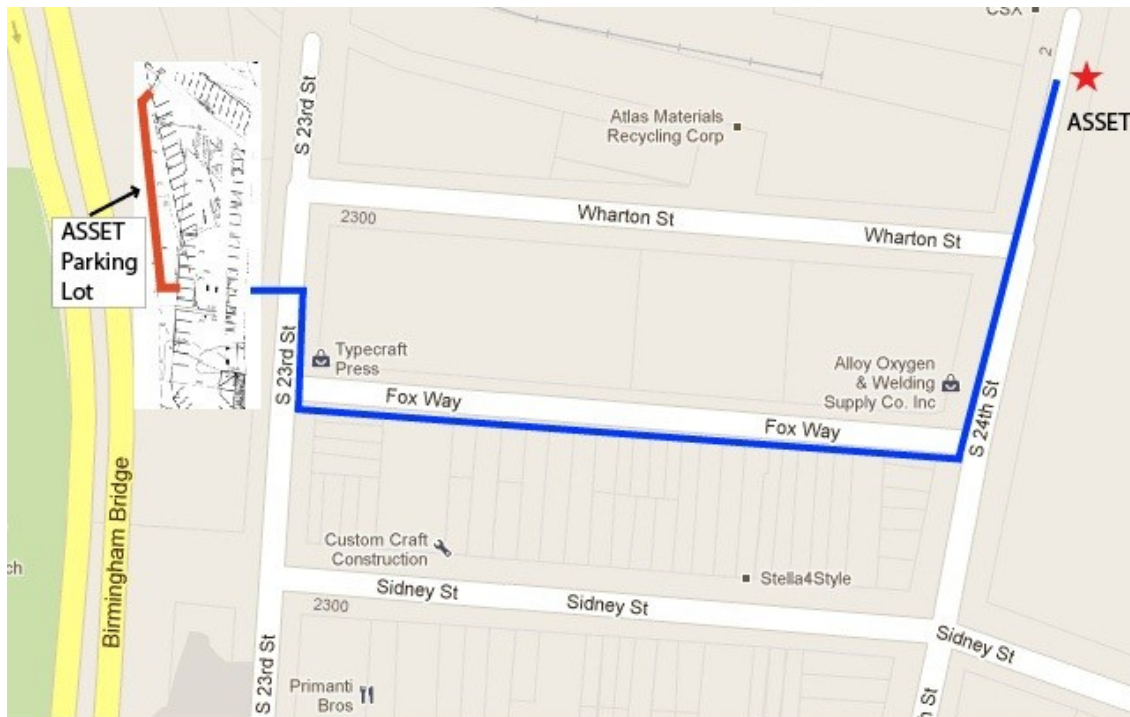 CSX
2
ASSET
Atlas Materials
Recycling Corp
S 23rd St
2300
Wharton St
Wharton St
ASSET
Parking
Lot
Typecraft
Press
S 23rd St
Fox Way
Fox Way
Alloy Oxygen
& Welding
Supply Co. Inc
S 24th St
Birmingham Bridge
Custom Craft
Construction
Stella4Style
ch
Sidney St
Sidney St
Sidney St
2300
S 23rd St
Primanti
Bros
h St